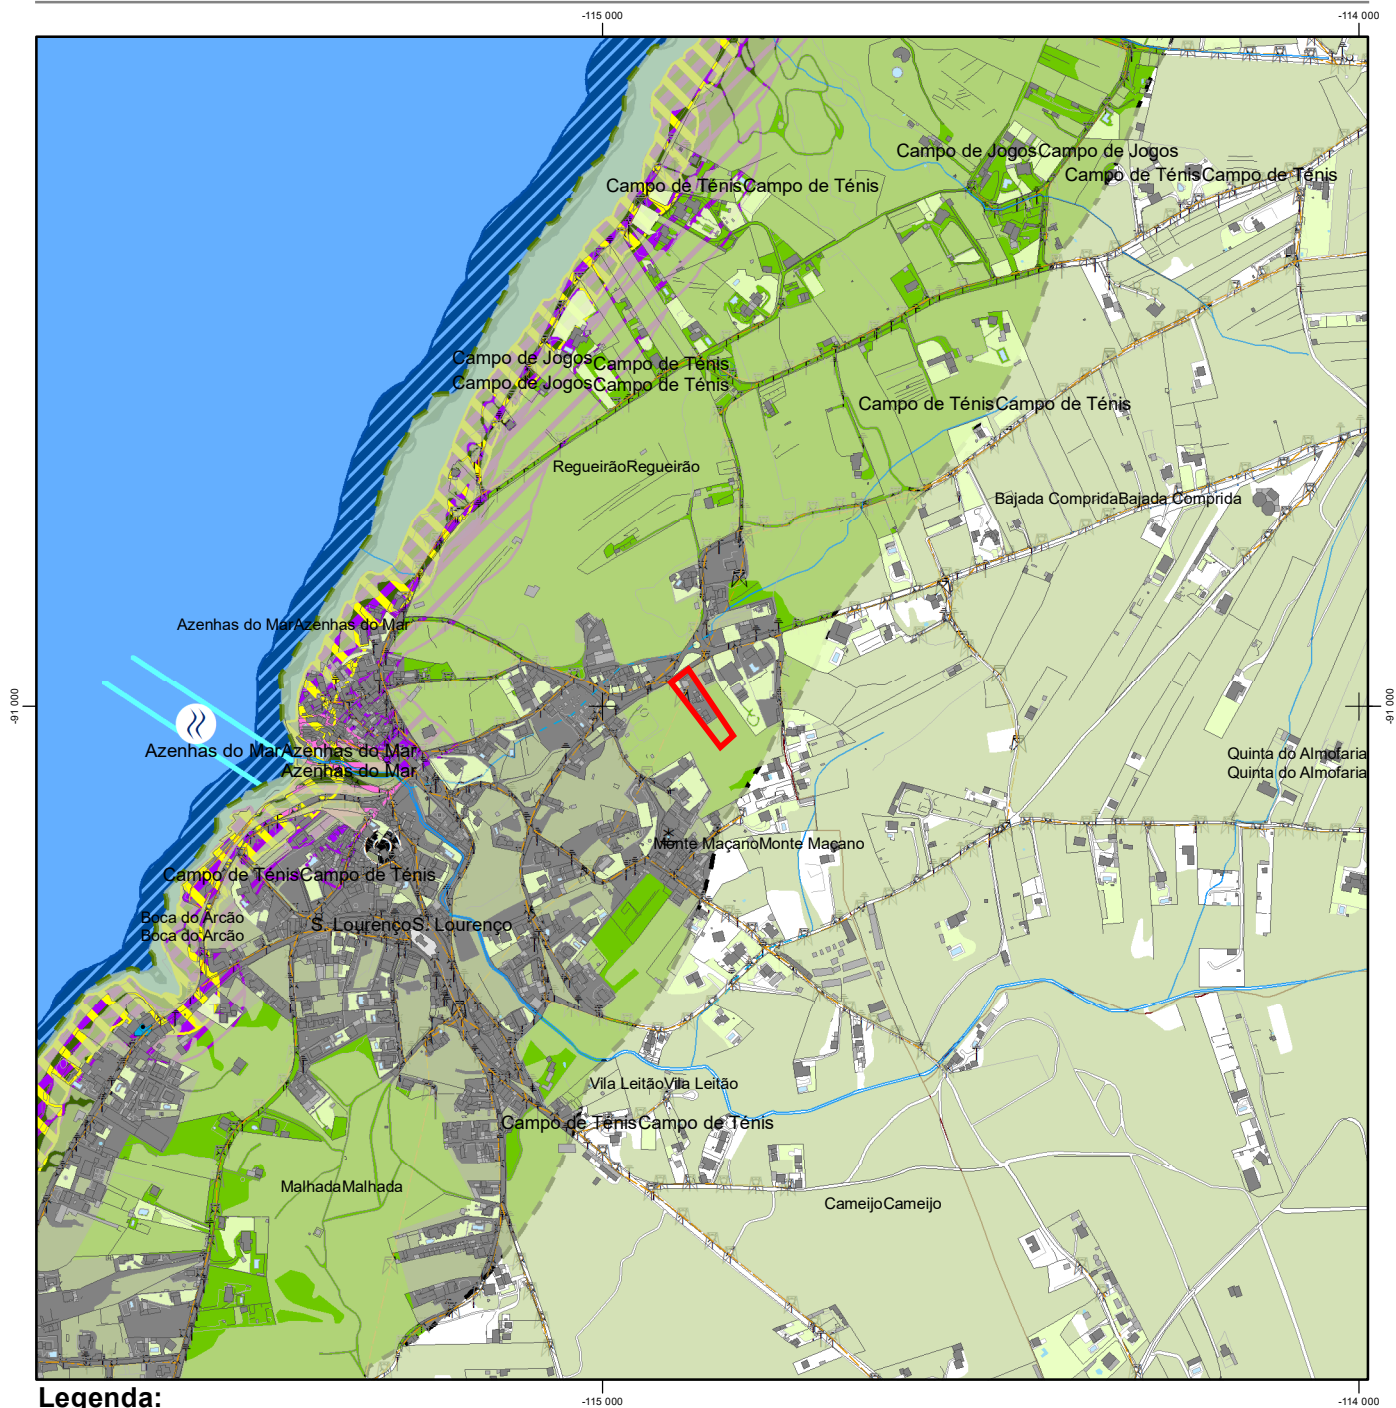 -115 000
-114 000
Campo de JogosCampo de Jogos
Campo de TénisCampo de Ténis
Campo de TénisCampo de Ténis
Campo de Jogos
Campo de Ténis
Campo de Jogos
Campo de Ténis
Campo de TénisCampo de Ténis
RegueirãoRegueirão
Bajada CompridaBajada Comprida
Azenhas do MarAzenhas do Mar
-91 000
-91 000
Azenhas do MarAzenhas do Mar
Azenhas do Mar
Quinta do Almofaria
Quinta do Almofaria
Monte MaçanoMonte Maçano
Campo de TénisCampo de Ténis
Boca do Arcão
Boca do Arcão
S. LourençoS. Lourenço
Vila LeitãoVila Leitão
Campo de TénisCampo de Ténis
MalhadaMalhada
CameijoCameijo
Legenda:
-115 000
-114 000